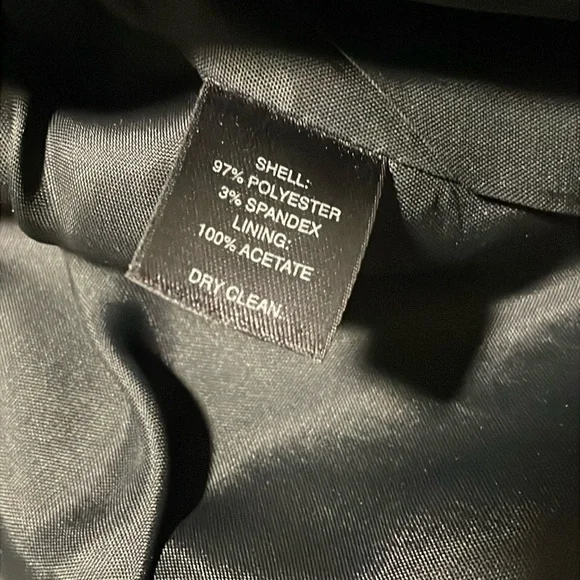 SHELL:
97% POLYESTER
3% SPANDEX
LINING:
100% ACETATE
DRY CLEAN